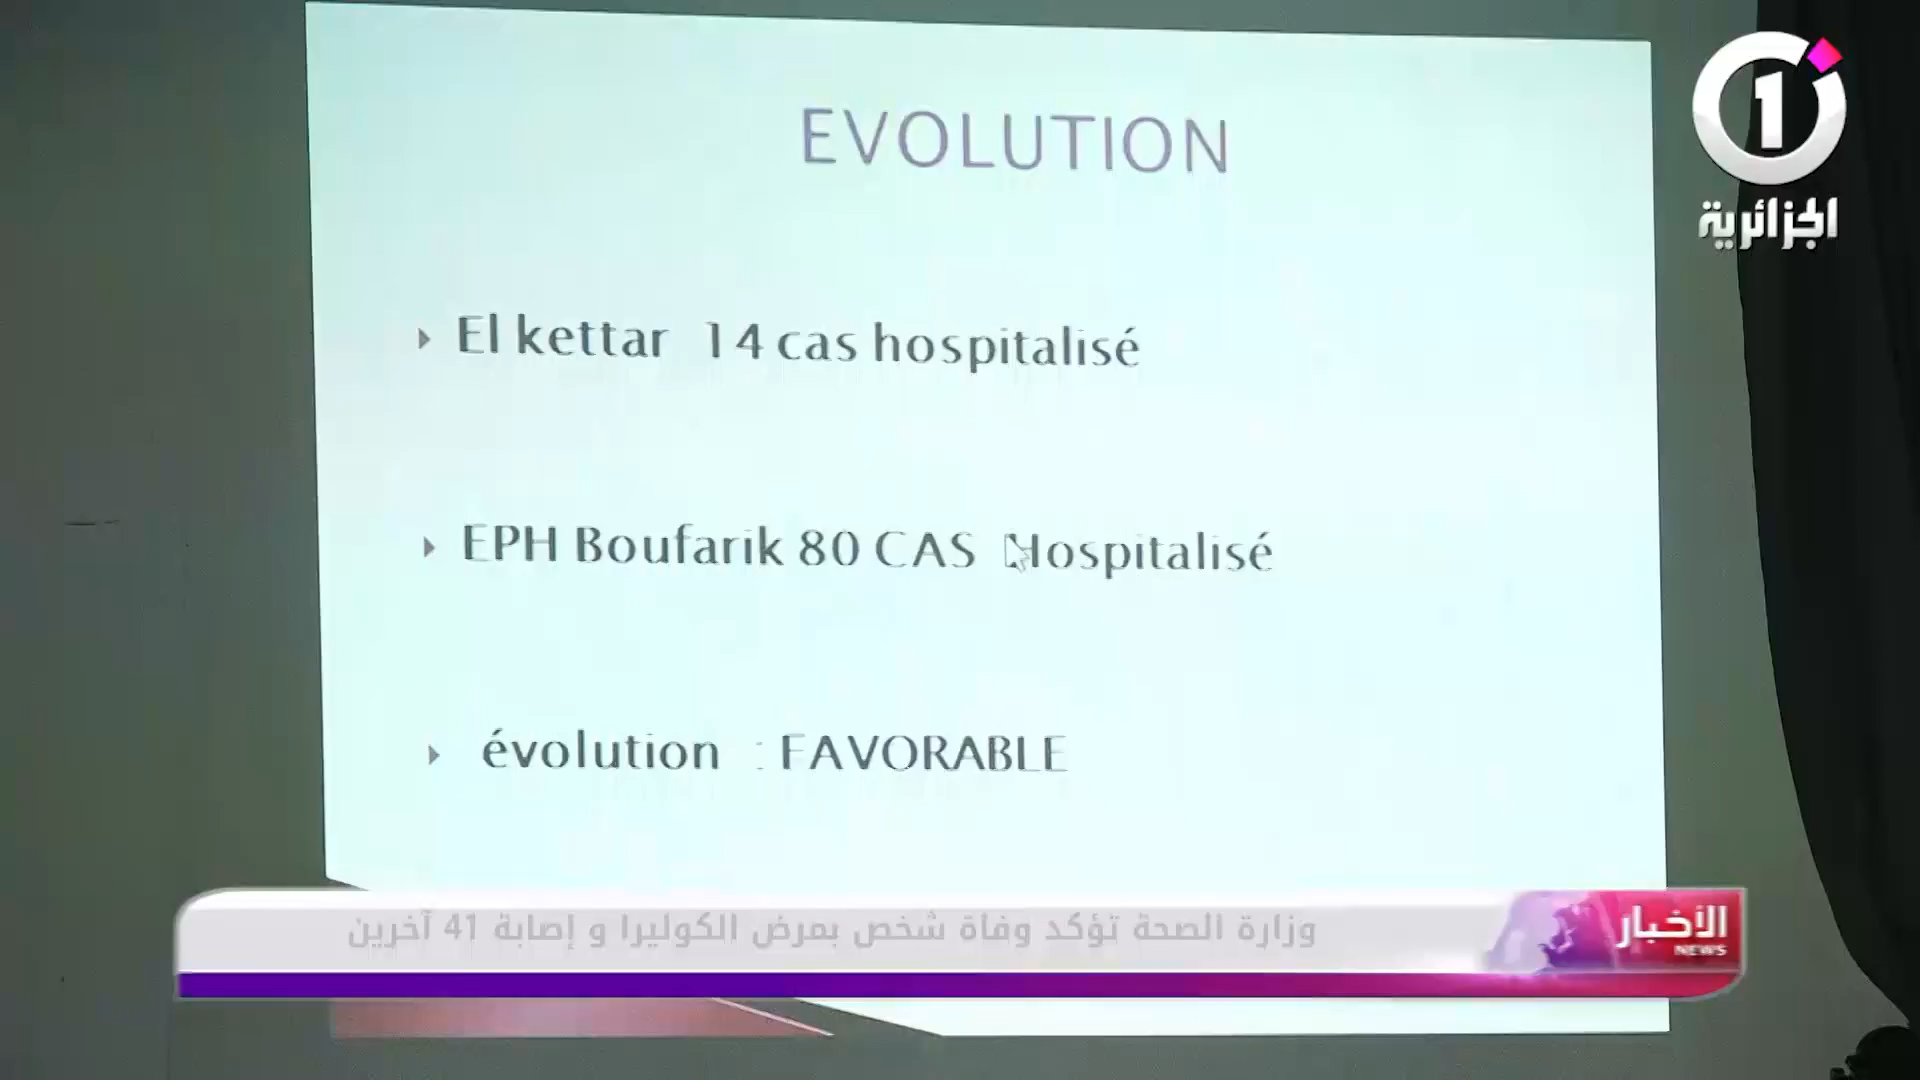 EVOLUTION
1
الجزائرية
El kettar 14 cas hospitalisé
EPH Boufarik 80 CAS Hospitalisé
évolution : FAVORABLE
وزارة الصحة تؤكد وفاة شخص بمرض الكوليرا و إصابة 41 آخرين
الأخبار
NEWS